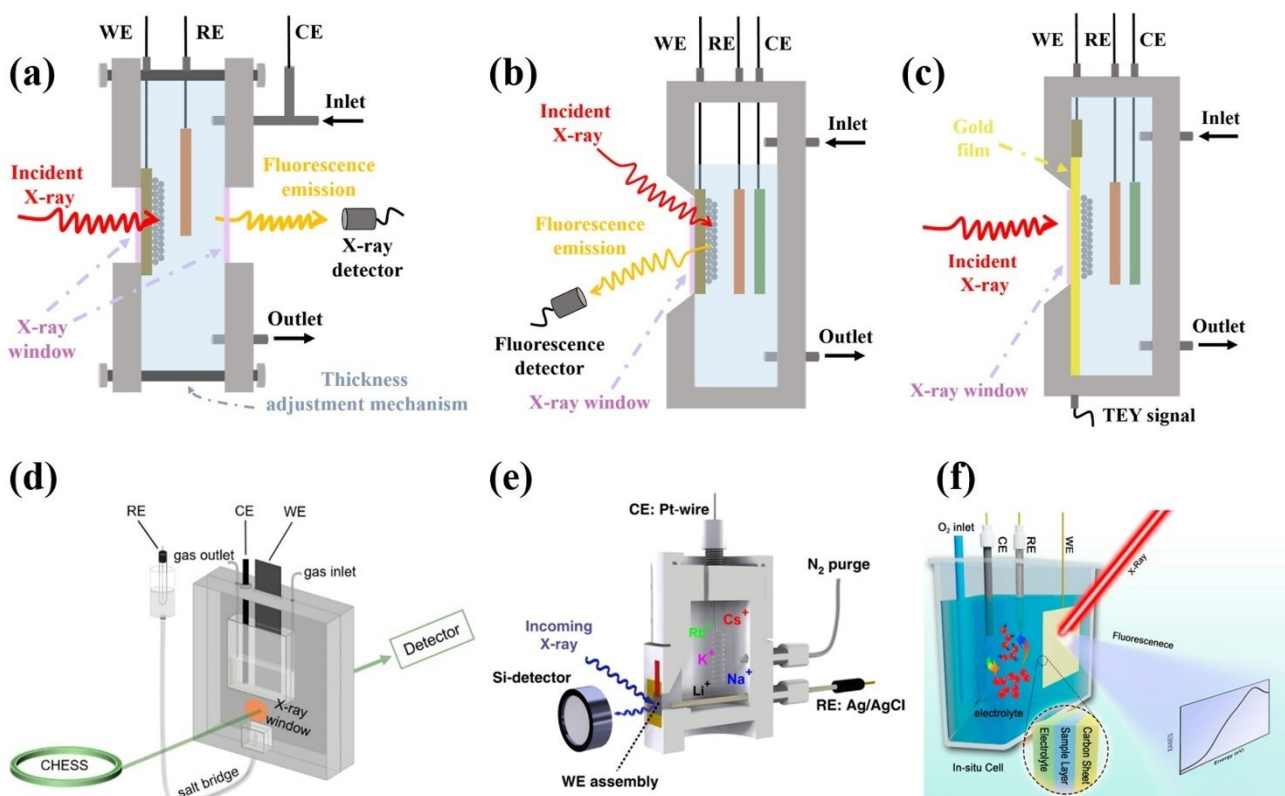 (a)
WE
RE
CE
Inlet
Incident
X-ray
Fluorescence
emission
X-ray
detector
X-ray
window
Outlet
Thickness
adjustment mechanism
(b)
WE
RE
CE
Incident
X-ray
Inlet
Fluorescence
emission
Fluorescence
detector
Outlet
X-ray window
(c)
WE
RE
CE
Gold
film
Inlet
Incident
X-ray
Outlet
X-ray window
TEY signal
(d)
RE
CE
WE
gas outlet
gas inlet
Detector
X-ray
window
CHESS
salt bridge
(e)
CE: Pt-wire
N2 purge
Incoming
X-ray
Rb+
Cs+
K+
Na+
Li+
Si-detector
RE: Ag/AgCl
WE assembly
(f)
O2 inlet
CE
RE
WE
X-Ray
Fluorescenece
electrolyte
Electrolyte
Sample Layer
Carbon Sheet
In-situ Cell
XANES
Energy (eV)